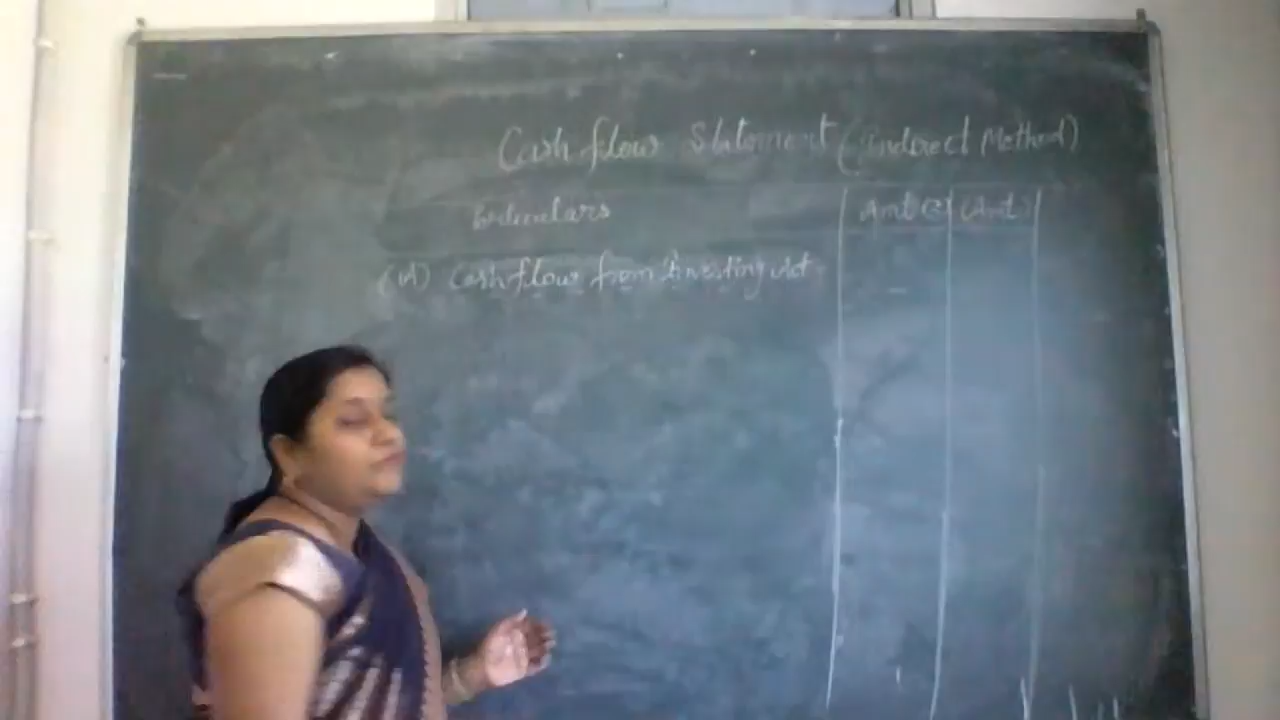 Cash flow Statement (Indirect Method)
Particulars Amt (₹) Amt
(A) Cash flow from Investing Act